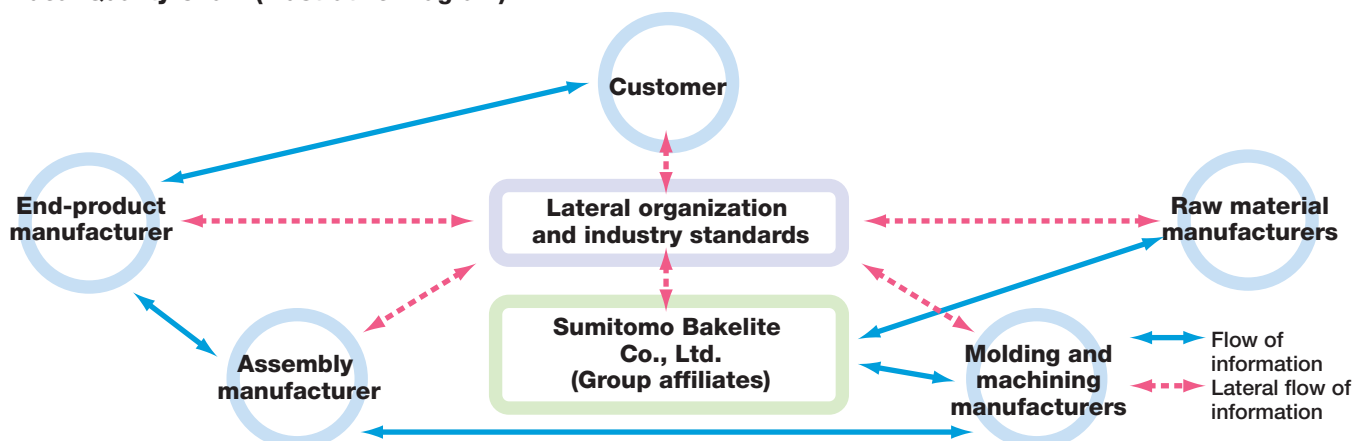 Customer
End-product
manufacturer
Lateral organization
and industry standards
Raw material
manufacturers
Sumitomo Bakelite
Co., Ltd.
(Group affiliates)
Assembly
manufacturer
Molding and
machining
manufacturers
Flow of
information
Lateral flow of
information